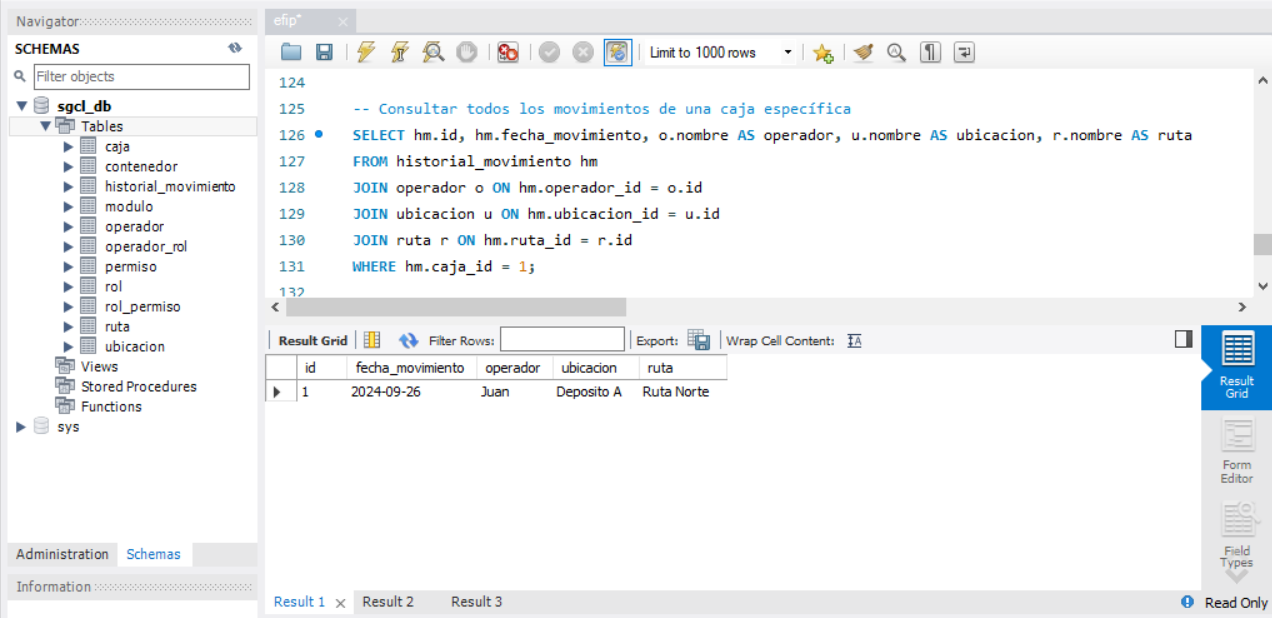 Navigator
SCHEMAS
Filter objects
sgcl_db
Tables
caja
contenedor
historial_movimiento
modulo
operador
operador_rol
permiso
rol
rol_permiso
ruta
ubicacion
Views
Stored Procedures
Functions
sys
Administration Schemas
Information
efip*
Limit to 1000 rows
124
125 -- Consultar todos los movimientos de una caja específica
126 SELECT hm.id, hm.fecha_movimiento, o.nombre AS operador, u.nombre AS ubicacion, r.nombre AS ruta
127 FROM historial_movimiento hm
128 JOIN operador o ON hm.operador_id = o.id
129 JOIN ubicacion u ON hm.ubicacion_id = u.id
130 JOIN ruta r ON hm.ruta_id = r.id
131 WHERE hm.caja_id = 1;
132
Result Grid Filter Rows: Export: Wrap Cell Content:
id fecha_movimiento operador ubicacion ruta
1 2024-09-26 Juan Deposito A Ruta Norte
Result
Grid
Form
Editor
Field
Types
Result 1 Result 2 Result 3
Read Only